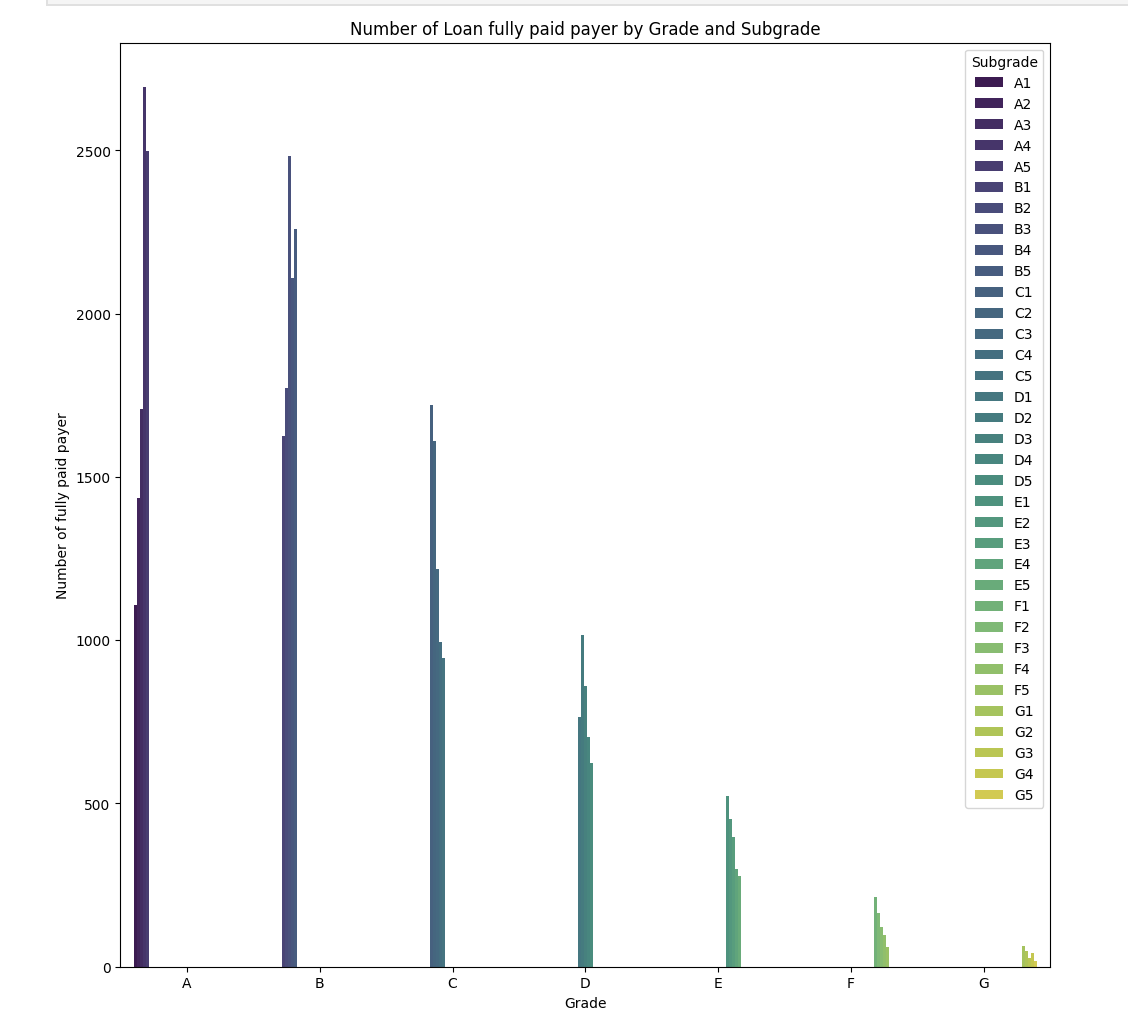 Number of Loan fully paid payer by Grade and Subgrade
Number of fully paid payer
2500
2000
1500
1000
500
0
A
B
C
D
E
F
G
Grade
Subgrade
A1
A2
A3
A4
A5
B1
B2
B3
B4
B5
C1
C2
C3
C4
C5
D1
D2
D3
D4
D5
E1
E2
E3
E4
E5
F1
F2
F3
F4
F5
G1
G2
G3
G4
G5